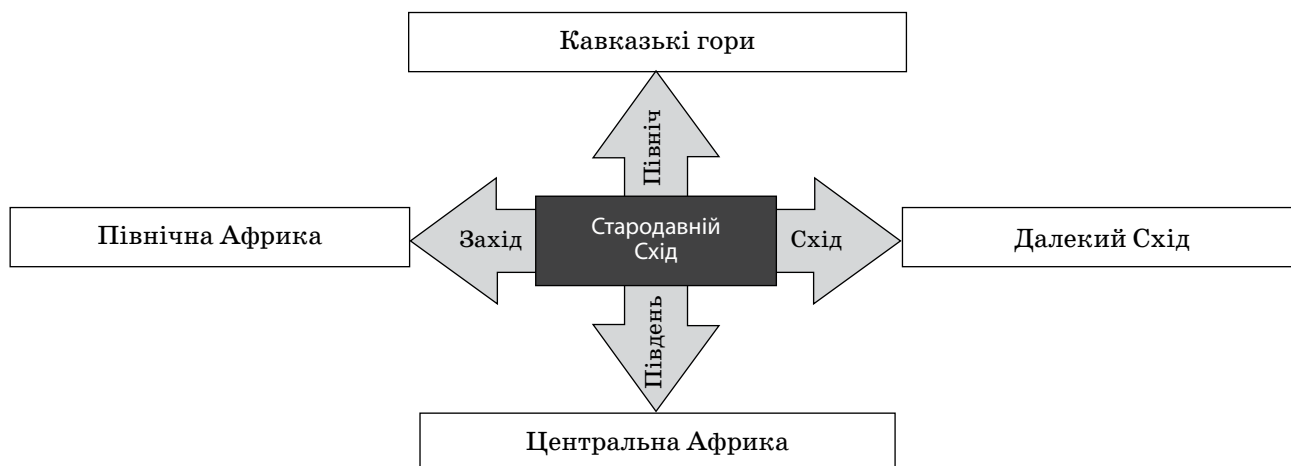 Кавказькі гори
Північ
Північна Африка
Захід
Стародавній
Схід
Схід
Далекий Схід
Південь
Центральна Африка